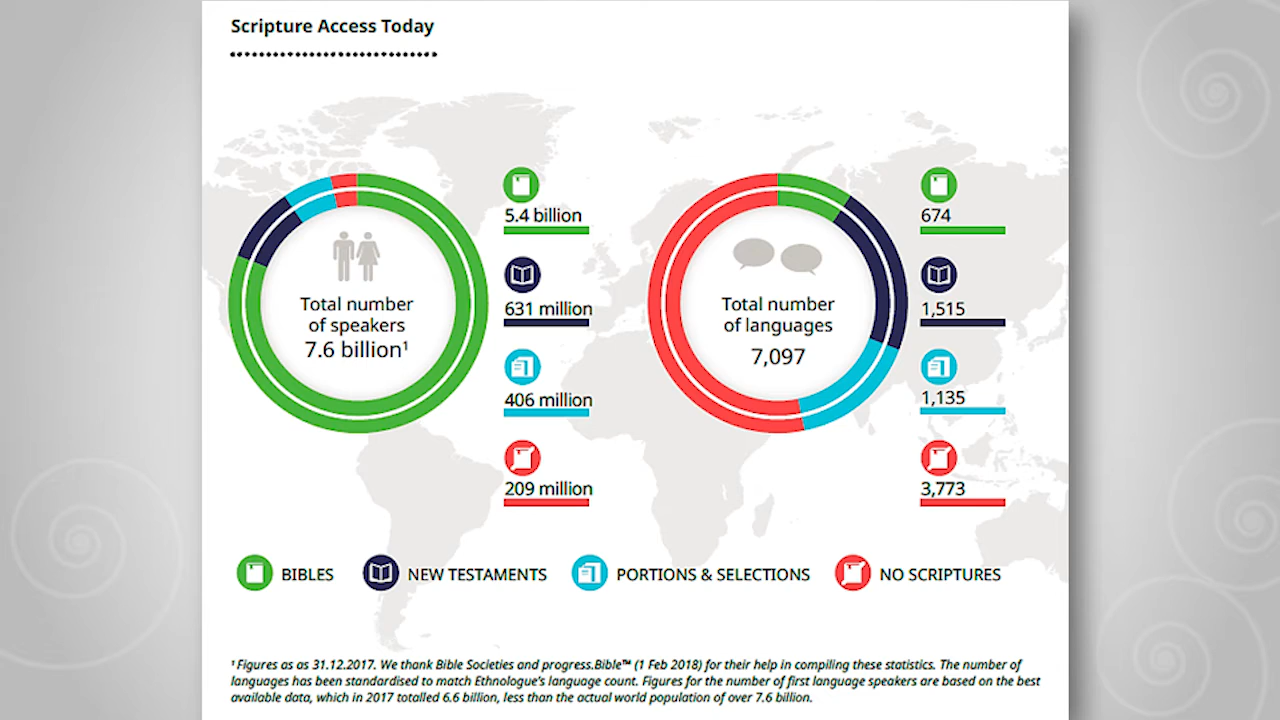 Scripture Access Today
Total number
of speakers
7.6 billion¹
5.4 billion
631 million
406 million
209 million
Total number
of languages
7,097
674
1,515
1,135
3,773
BIBLES
NEW TESTAMENTS
PORTIONS & SELECTIONS
NO SCRIPTURES
¹ Figures as as 31.12.2017. We thank Bible Societies and progress.Bible™ (1 Feb 2018) for their help in compiling these statistics. The number of
languages has been standardised to match Ethnologue's language count. Figures for the number of first language speakers are based on the best
available data, which in 2017 totalled 6.6 billion, less than the actual world population of over 7.6 billion.